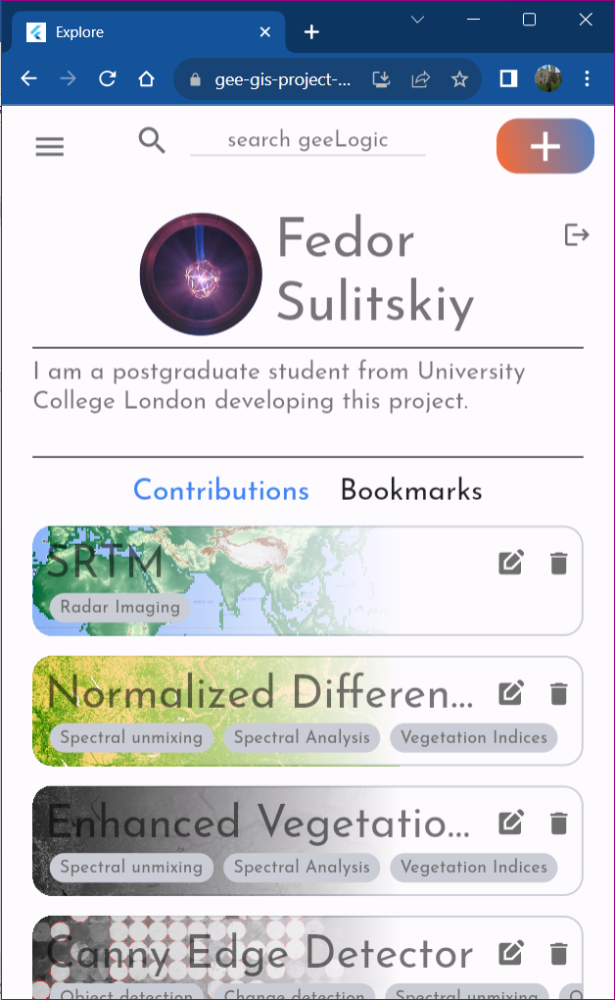 Explore
gee-gis-project-...
search geeLogic
Fedor
Sulitskiy
I am a postgraduate student from University
College London developing this project.
Contributions Bookmarks
SRTM
Radar Imaging
Normalized Differen...
Spectral unmixing Spectral Analysis Vegetation Indices
Enhanced Vegetatio...
Spectral unmixing Spectral Analysis Vegetation Indices
Canny Edge Detector
Object detection Change detection Spectral unmixing